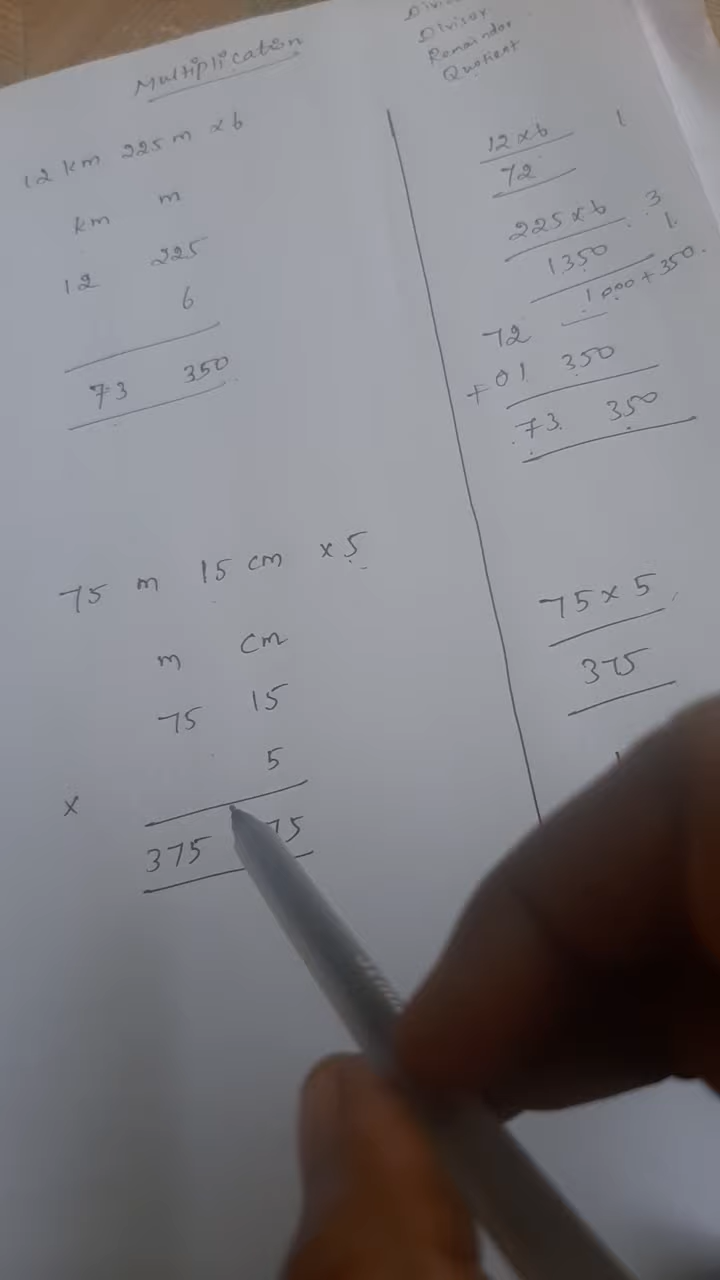 Multiplication
12 km 225 m x 6
km m
12 225
6
73 350
75 m 15 cm x 5
m cm
75 15
x 5
375 75
Divisor
Remainder
Quotient
12 x 6 1
72
225 x 6 3
1350 1
1000 + 350
72
+ 01 350
73 350
75 x 5
375